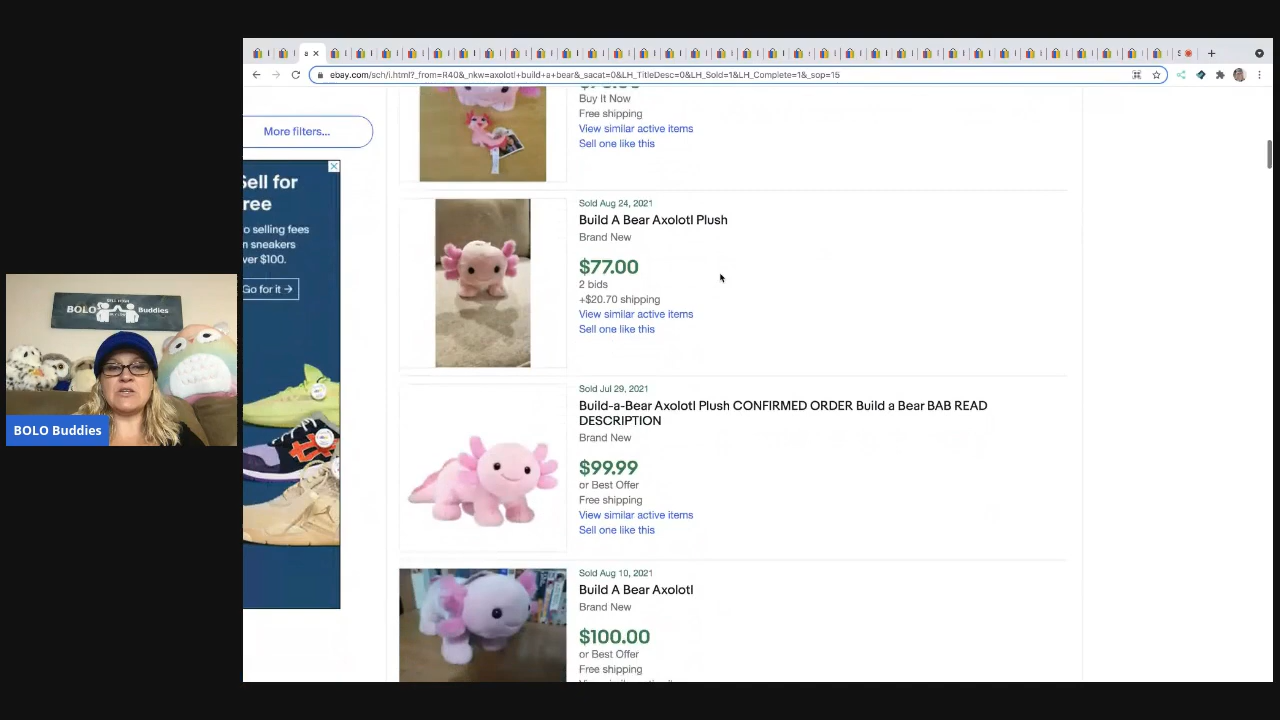 ebay.com/sch/i.html?_from=R40&_nkw=axolotl+build+a+bear&_sacat=0&LH_TitleDesc=0&LH_Sold=1&LH_Complete=1&_sop=15
More filters...
Sell for
free
o selling fees
n sneakers
ver $100.
Go for it →
Buy It Now
Free shipping
View similar active items
Sell one like this
Sold Aug 24, 2021
Build A Bear Axolotl Plush
Brand New
$77.00
2 bids
+$20.70 shipping
View similar active items
Sell one like this
Sold Jul 29, 2021
Build-a-Bear Axolotl Plush CONFIRMED ORDER Build a Bear BAB READ
DESCRIPTION
Brand New
$99.99
or Best Offer
Free shipping
View similar active items
Sell one like this
Sold Aug 10, 2021
Build A Bear Axolotl
Brand New
$100.00
or Best Offer
Free shipping
BOLO Buddies
BOLO Buddies